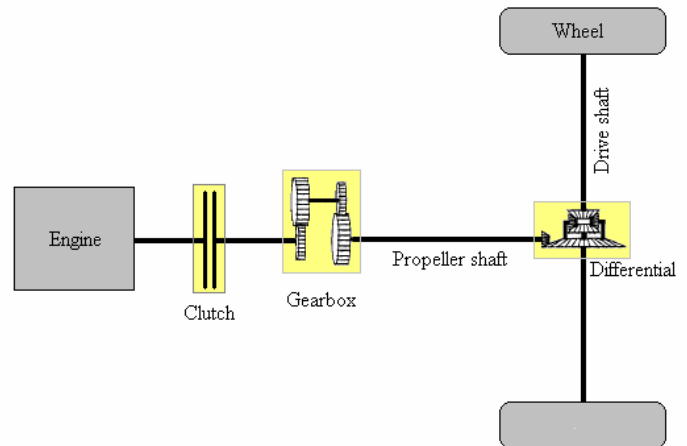 Wheel
Drive shaft
Engine
Propeller shaft
Differential
Gearbox
Clutch